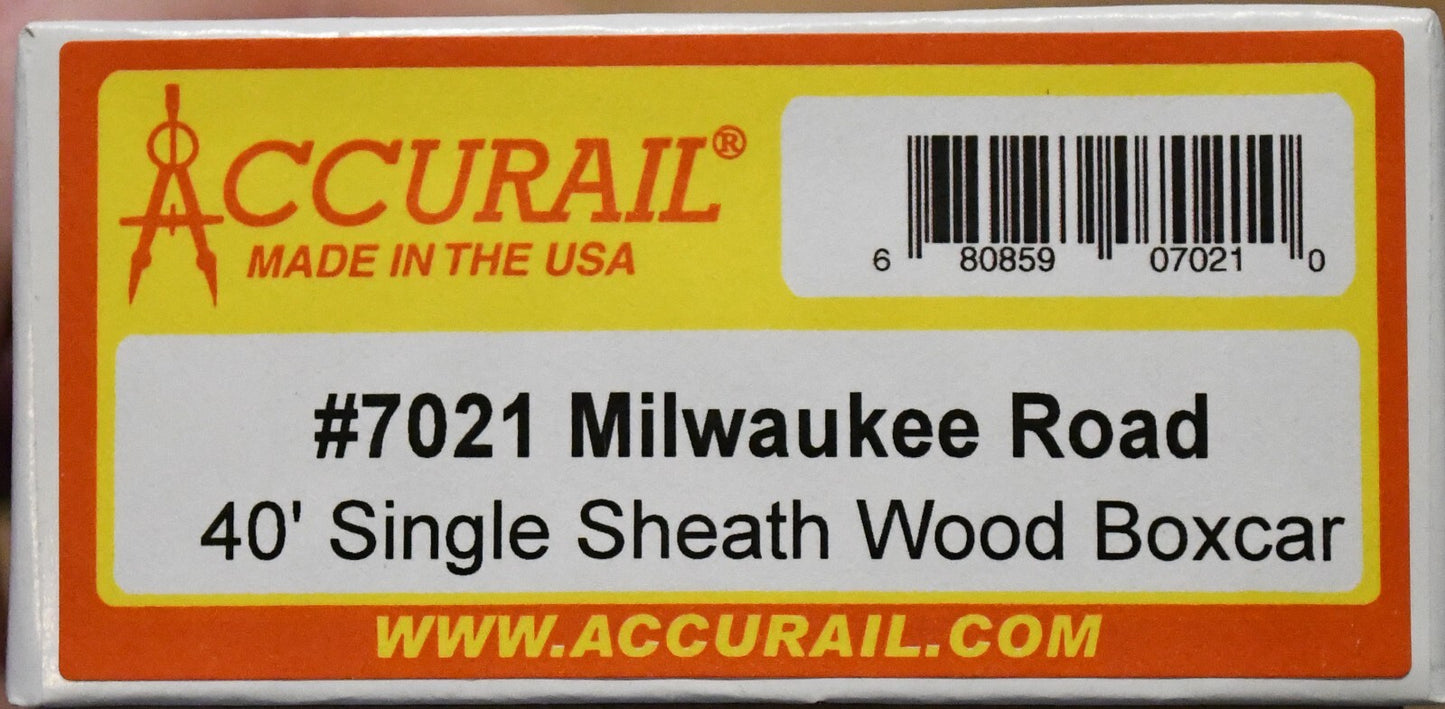 ACCURAIL®
MADE IN THE USA
6 80859 07021 0
#7021 Milwaukee Road
40' Single Sheath Wood Boxcar
WWW.ACCURAIL.COM